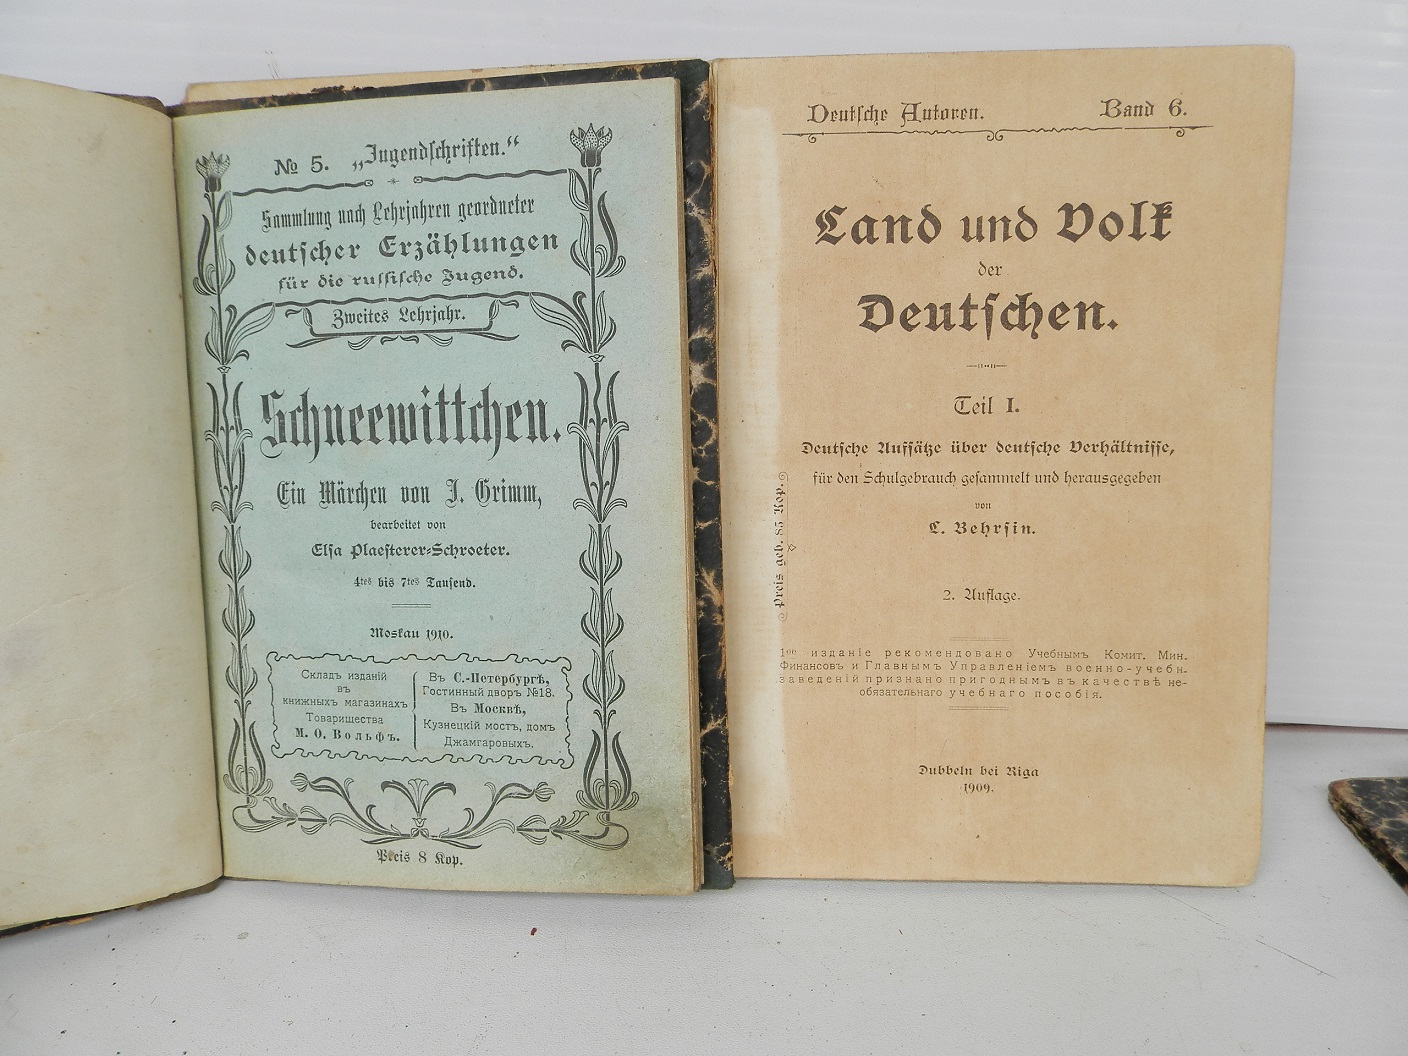 № 5. „Jugendschriften.“
Sammlung nach Lehrjahren geordneter
deutscher Erzählungen
für die russische Jugend.
Zweites Lehrjahr.
Schneewittchen.
Ein Märchen von J. Grimm,
bearbeitet von
Elsa Plaesterer-Schroeter.
4tes bis 7tes Tausend.
Moskau 1910.
Складъ изданій
въ
книжныхъ магазинахъ
Товарищества
М. О. Вольфъ.
Въ С.-Петербургѣ,
Гостинный дворъ №18.
Въ Москвѣ,
Кузнецкій мостъ, домъ
Джамгаровыхъ.
Preis 8 Kop.
Deutsche Autoren. Band 6.
Land und Volk
der
Deutschen.
Teil I.
Deutsche Aufsätze über deutsche Verhältnisse,
für den Schulgebrauch gesammelt und herausgegeben
von
C. Behrsin.
2. Auflage.
Preis geb. 85 Kop.
1ое изданіе рекомендовано Учебнымъ Комит. Мин.
Финансовъ и Главнымъ Управленіемъ военно-учебн.
заведеній признано пригоднымъ въ качествѣ не-
обязательнаго учебнаго пособія.
Dubbeln bei Riga
1909.